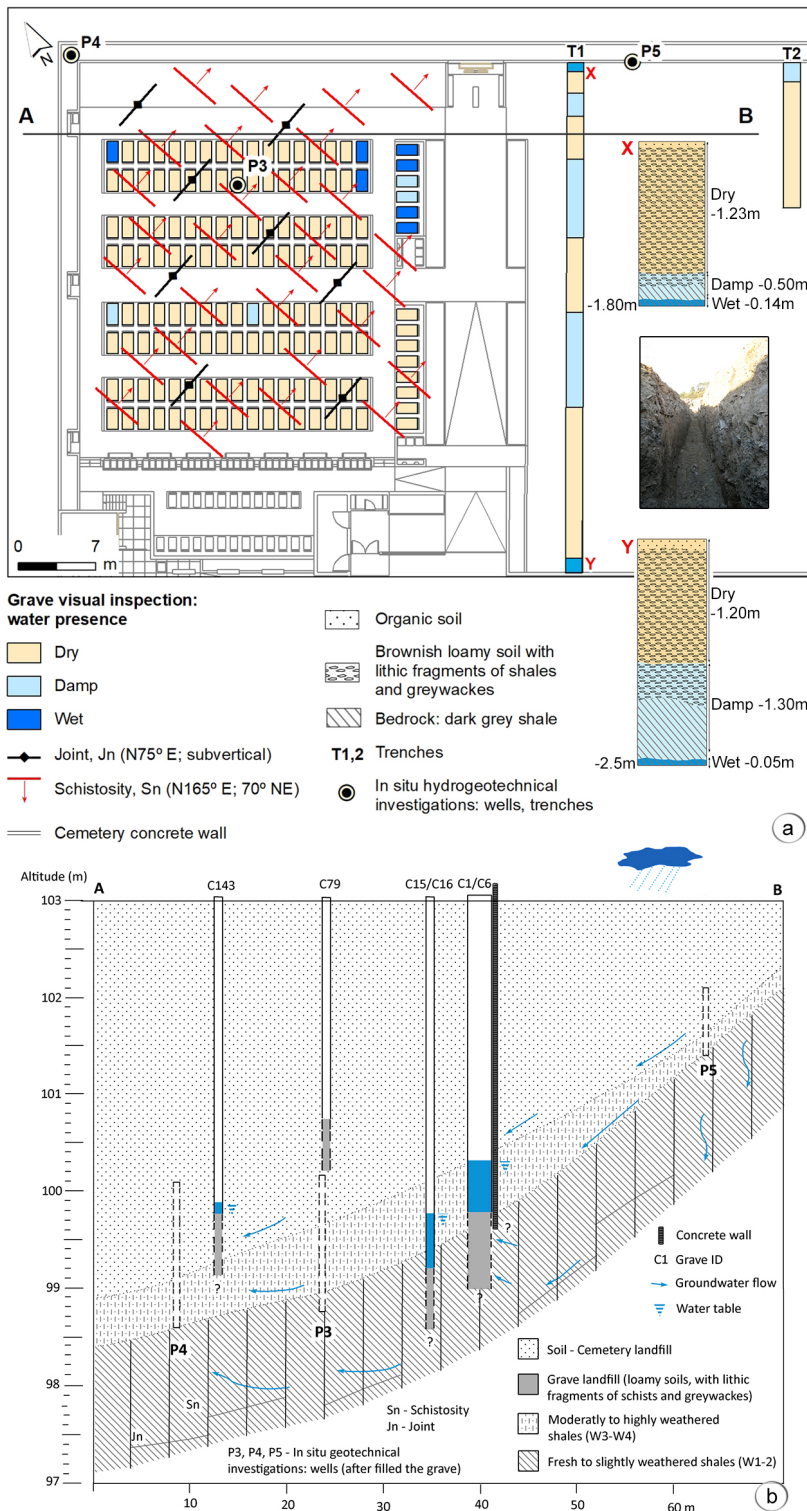 P4
T1
P5
T2
N
X
A
B
X
P3
Dry
-1.23m
Damp -0.50m
-1.80m
Wet -0.14m
Y
0
7
m
Y
Dry
-1.20m
Damp -1.30m
-2.5m
Wet -0.05m
Grave visual inspection:
water presence
Dry
Damp
Wet
Joint, Jn (N75º E; subvertical)
Schistosity, Sn (N165º E; 70º NE)
Cemetery concrete wall
Organic soil
Brownish loamy soil with
lithic fragments of shales
and greywackes
Bedrock: dark grey shale
T1,2 Trenches
In situ hydrogeotechnical
investigations: wells, trenches
a
Altitude (m)
A
C143
C79
C15/C16
C1/C6
B
103
102
101
100
99
98
97
P5
?
?
?
?
?
P4
P3
Sn
Jn
Concrete wall
C1 Grave ID
Groundwater flow
Water table
Soil - Cemetery landfill
Grave landfill (loamy soils, with lithic
fragments of schists and greywackes)
Moderatly to highly weathered
shales (W3-W4)
Fresh to slightly weathered shales (W1-2)
Sn - Schistosity
Jn - Joint
P3, P4, P5 - In situ geotechnical
investigations: wells (after filled the grave)
10
20
30
40
50
60 m
b